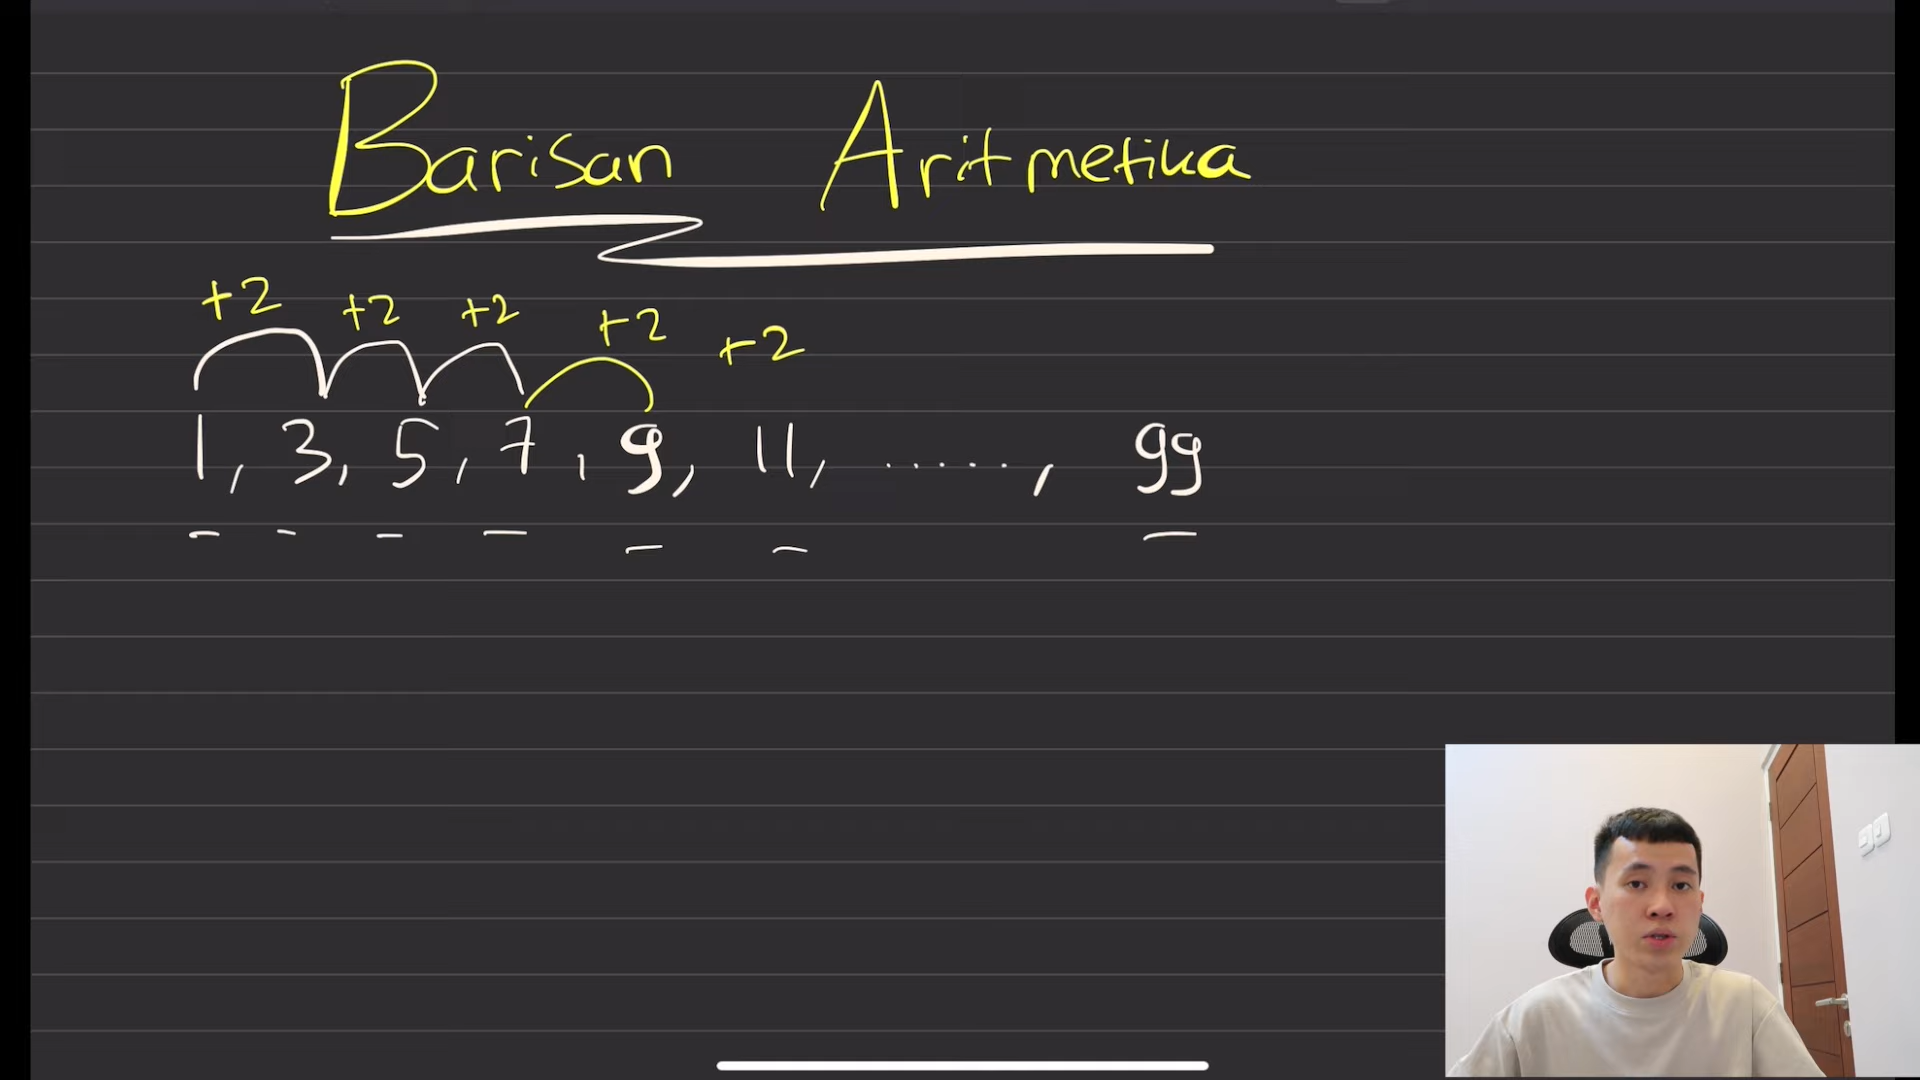 Barisan Aritmetika
+2 +2 +2 +2 +2
1, 3, 5, 7, 9, 11, ....., 99